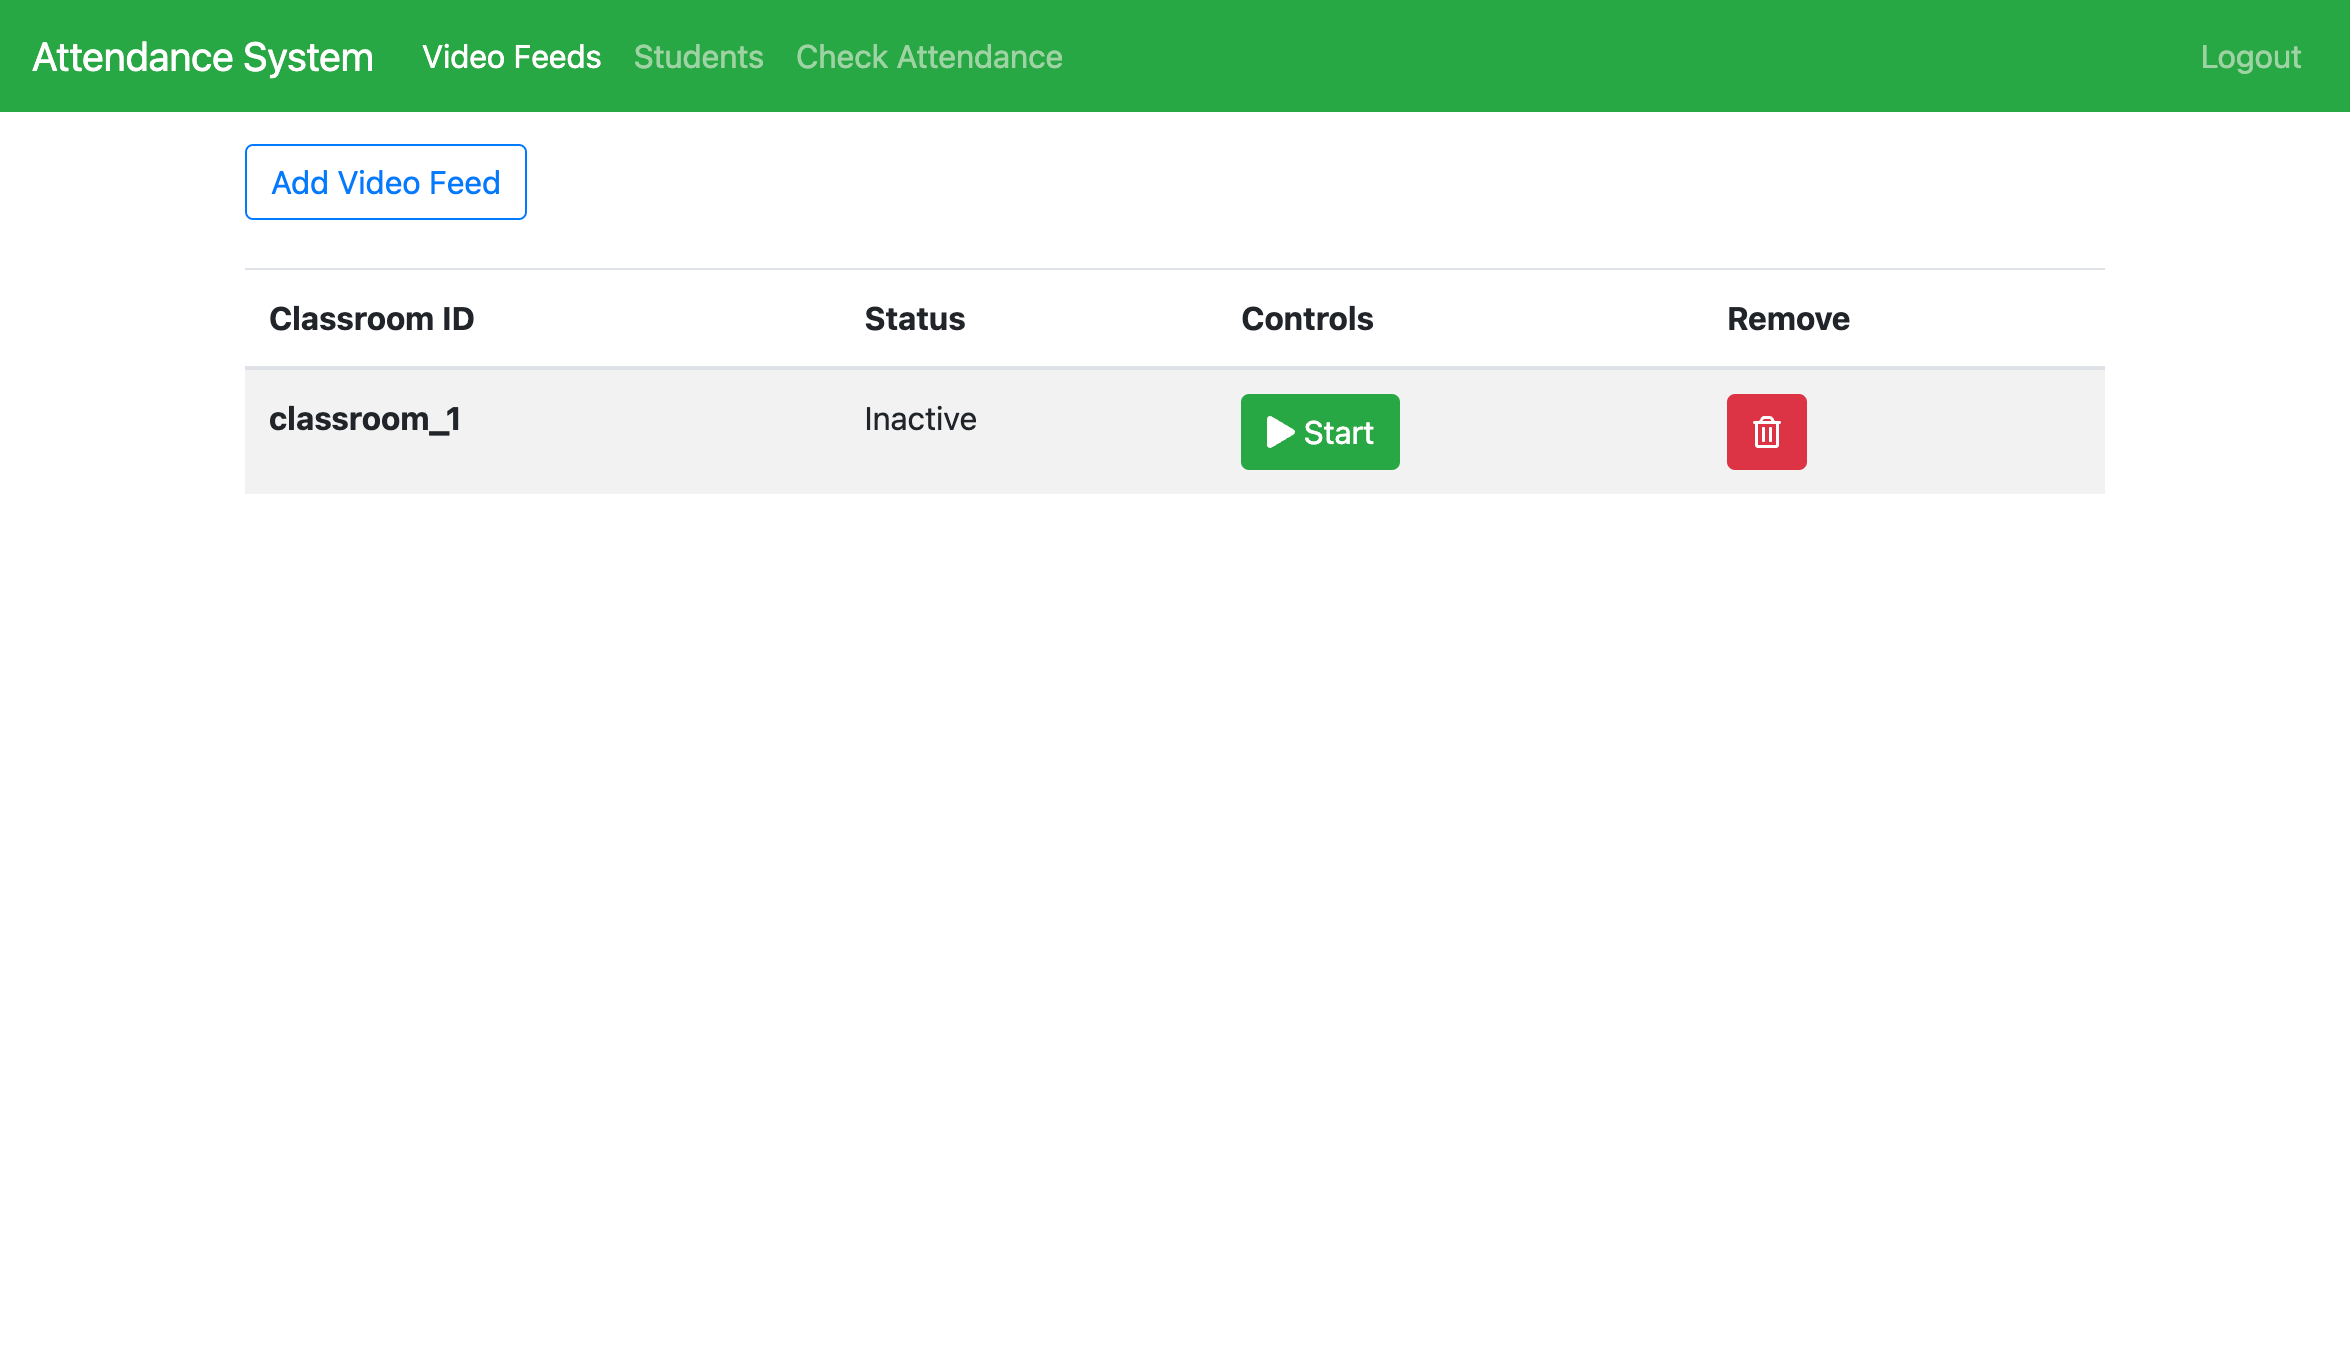 Attendance System Video Feeds Students Check Attendance Logout
Add Video Feed
Classroom ID Status Controls Remove
classroom_1 Inactive Start